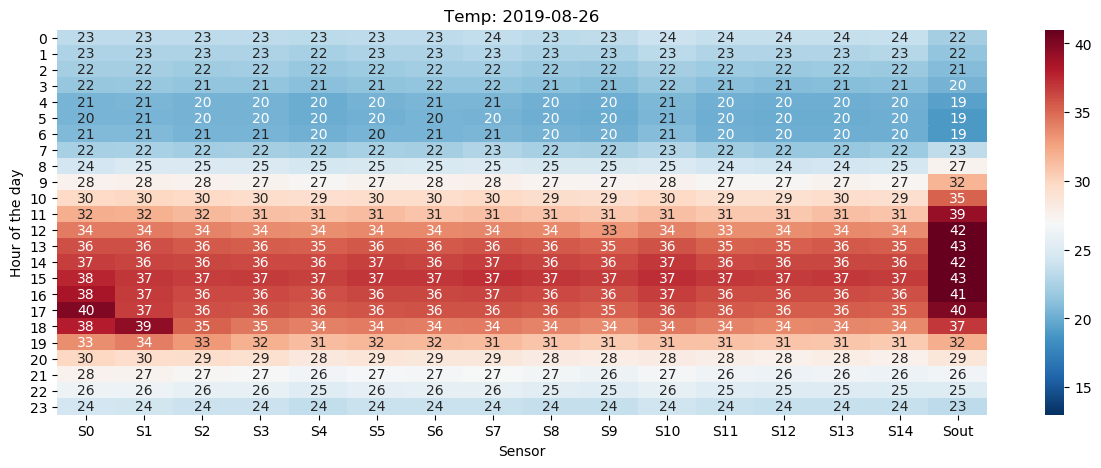 Temp: 2019-08-26
0 23 23 23 23 23 23 23 24 23 23 24 24 24 24 24 22
1 23 23 23 23 22 23 23 23 23 23 23 23 23 23 23 22
2 22 22 22 22 22 22 22 22 22 22 22 22 22 22 22 21
3 22 22 21 21 21 21 22 22 21 21 22 21 21 21 21 20
4 21 21 20 20 20 20 21 21 20 20 21 20 20 20 20 19
5 20 21 20 20 20 20 20 20 20 20 21 20 20 20 20 19
6 21 21 21 21 20 20 21 21 20 20 21 20 20 20 20 19
7 22 22 22 22 22 22 22 23 22 22 23 22 22 22 22 23
8 24 25 25 25 25 25 25 25 25 25 25 24 24 24 25 27
9 28 28 28 27 27 27 28 28 27 27 28 27 27 27 27 32
10 30 30 30 30 29 30 30 30 29 29 30 29 29 30 29 35
11 32 32 32 31 31 31 31 31 31 31 31 31 31 31 31 39
12 34 34 34 34 34 34 34 34 34 33 34 33 34 34 34 42
13 36 36 36 36 35 36 36 36 36 35 36 35 35 36 35 43
14 37 36 36 36 36 37 36 37 36 36 37 36 36 36 36 42
15 38 37 37 37 37 37 37 37 37 37 37 37 37 37 37 43
16 38 37 36 36 36 36 36 37 36 36 37 36 36 36 36 41
17 40 37 36 36 36 36 36 36 36 35 36 36 36 36 35 40
18 38 39 35 35 34 34 34 34 34 34 34 34 34 34 34 37
19 33 34 33 32 31 32 32 31 31 31 31 31 31 31 31 32
20 30 30 29 29 28 29 29 29 28 28 28 28 28 28 28 29
21 28 27 27 27 26 27 27 27 27 26 27 26 26 26 26 26
22 26 26 26 26 25 26 26 26 25 25 26 25 25 25 25 25
23 24 24 24 24 24 24 24 24 24 24 24 24 24 24 24 23
S0 S1 S2 S3 S4 S5 S6 S7 S8 S9 S10 S11 S12 S13 S14 Sout
Sensor
Hour of the day
40
35
30
25
20
15